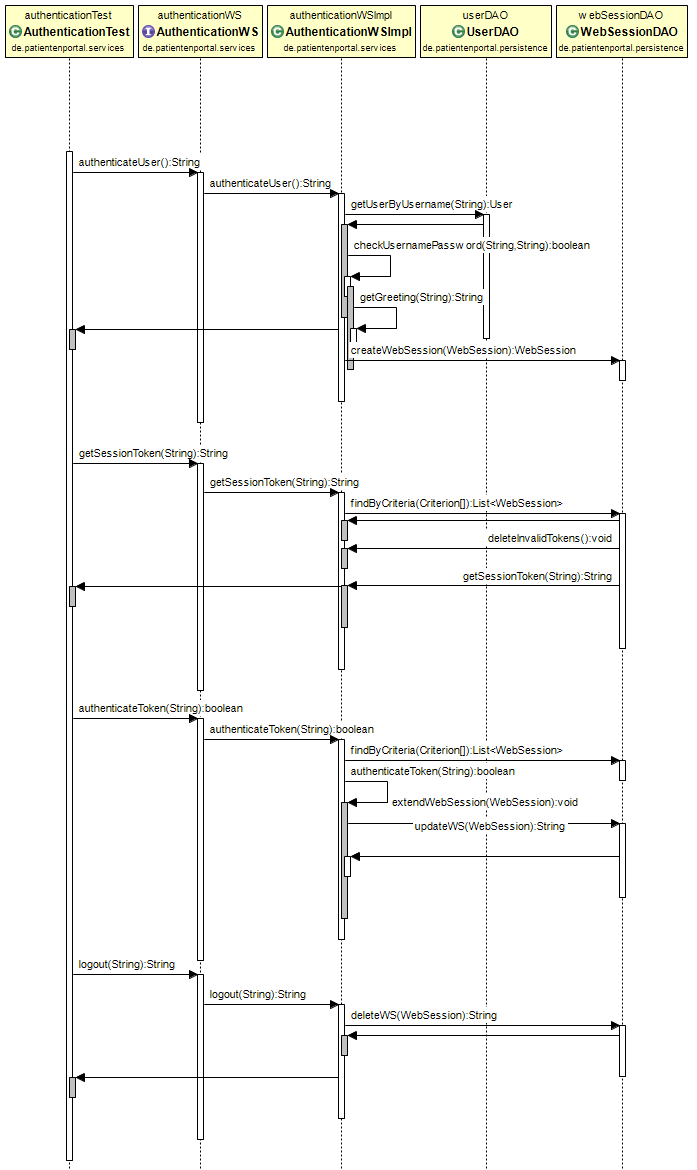 authenticationTest
C AuthenticationTest
de.patientenportal.services
authenticationWS
I AuthenticationWS
de.patientenportal.services
authenticationWSImpl
C AuthenticationWSImpl
de.patientenportal.services
userDAO
C UserDAO
de.patientenportal.persistence
webSessionDAO
C WebSessionDAO
de.patientenportal.persistence
authenticateUser():String
authenticateUser():String
getUserByUsername(String):User
checkUsernamePassw ord(String,String):boolean
getGreeting(String):String
createWebSession(WebSession):WebSession
getSessionToken(String):String
getSessionToken(String):String
findByCriteria(Criterion[]):List<WebSession>
deleteInvalidTokens():void
getSessionToken(String):String
authenticateToken(String):boolean
authenticateToken(String):boolean
findByCriteria(Criterion[]):List<WebSession>
authenticateToken(String):boolean
extendWebSession(WebSession):void
updateWS(WebSession):String
logout(String):String
logout(String):String
deleteWS(WebSession):String